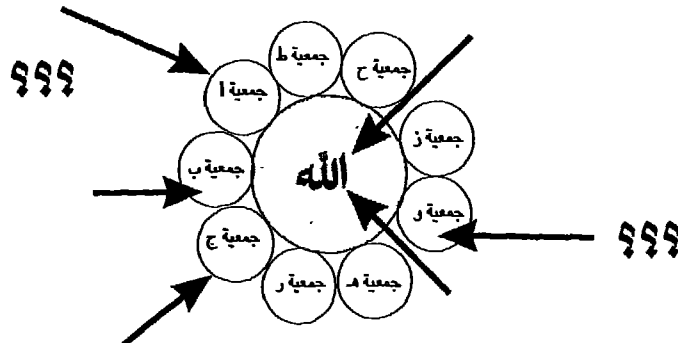 جمعية ط
جمعية ح
؟؟؟
جمعية أ
جمعية ز
الله
جمعية ب
جمعية و
جمعية ج
؟؟؟
جمعية ر
جمعية هـ